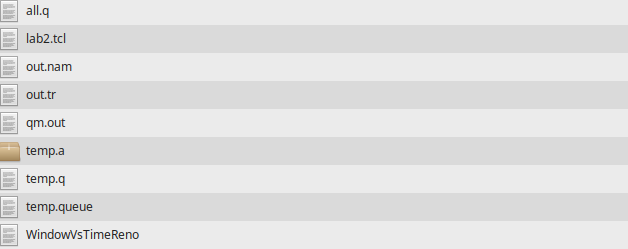 all.q
lab2.tcl
out.nam
out.tr
qm.out
temp.a
temp.q
temp.queue
WindowVsTimeReno